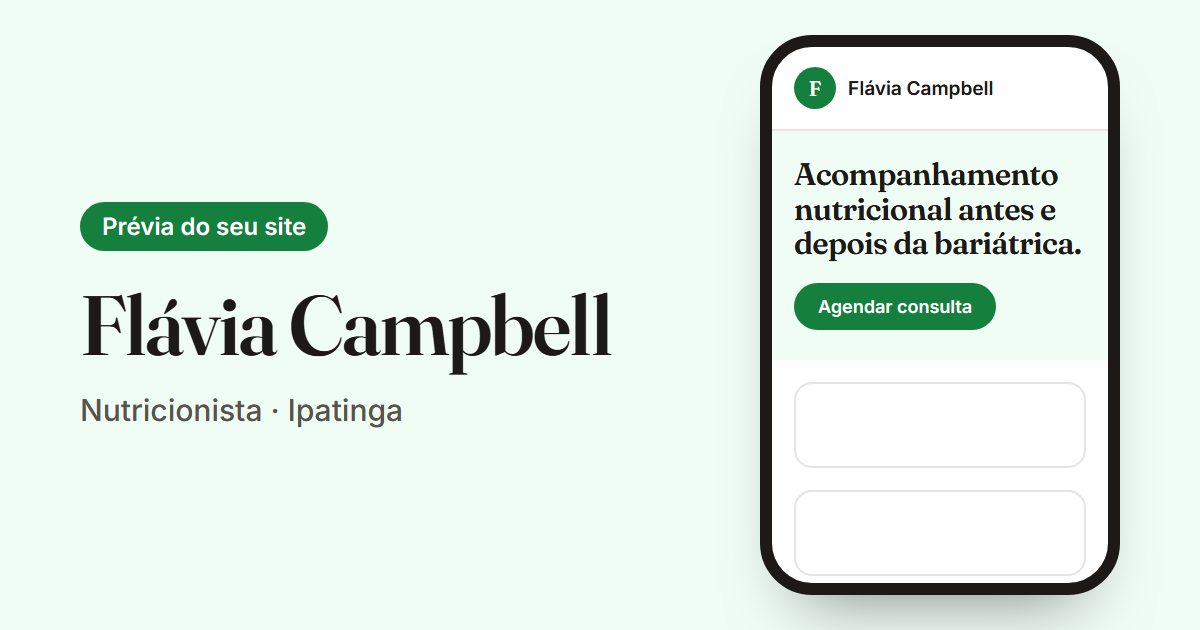 Prévia do seu site
Flávia Campbell
Nutricionista · Ipatinga
F
Flávia Campbell
Acompanhamento
nutricional antes e
depois da bariátrica.
Agendar consulta